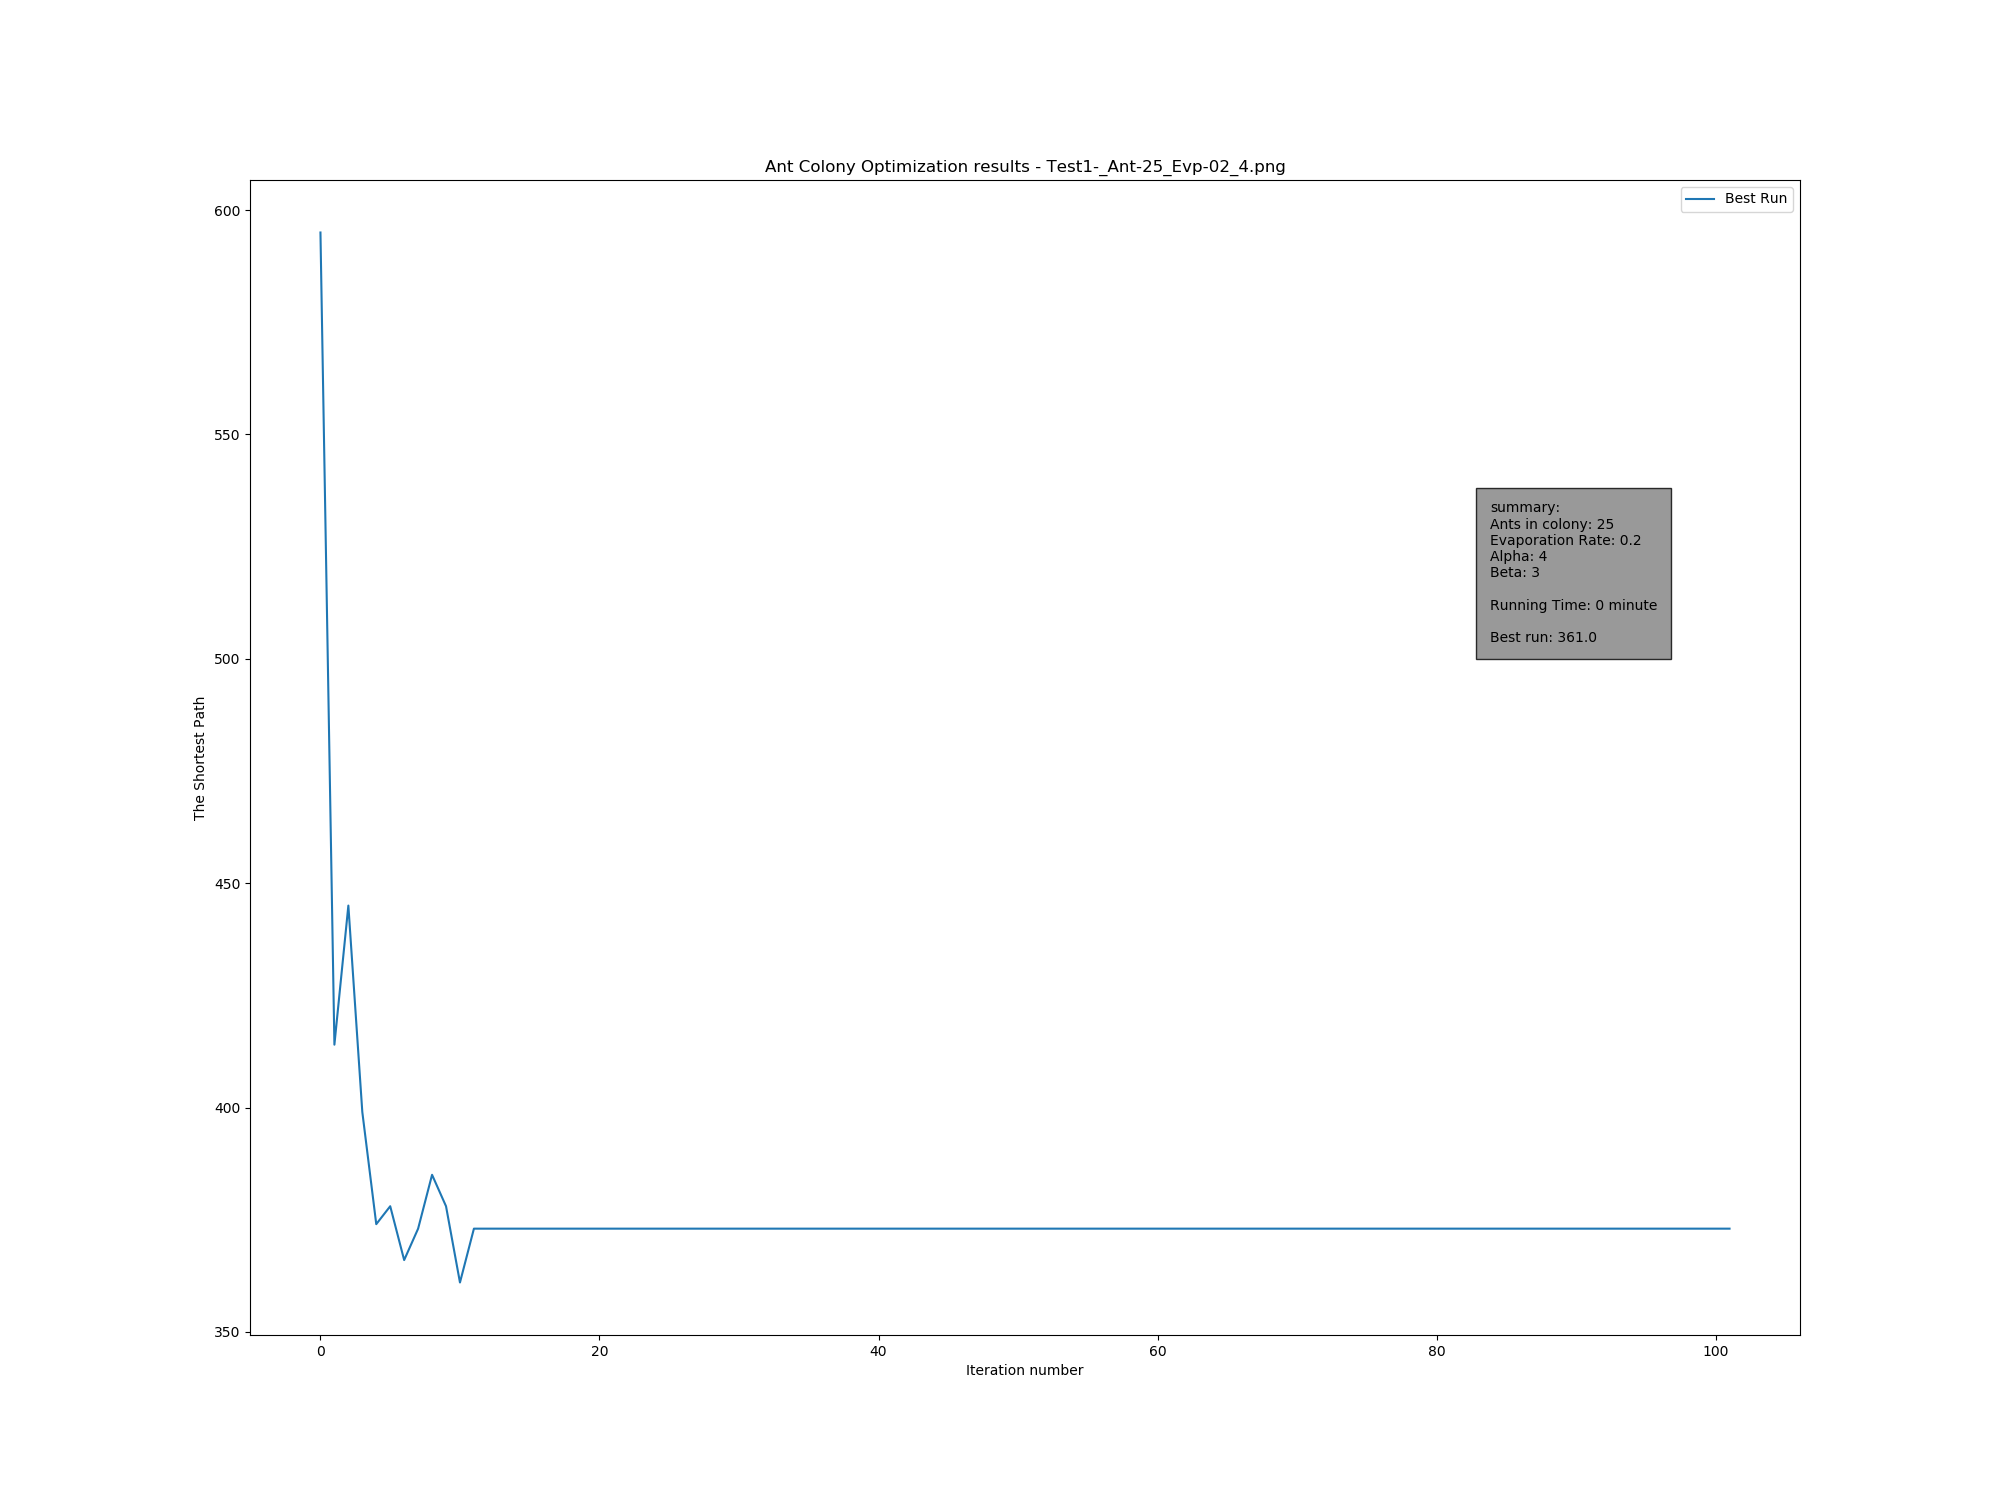 Ant Colony Optimization results - Test1-_Ant-25_Evp-02_4.png
Best Run
600
550
500
450
400
350
The Shortest Path
summary:
Ants in colony: 25
Evaporation Rate: 0.2
Alpha: 4
Beta: 3
Running Time: 0 minute
Best run: 361.0
0 20 40 60 80 100
Iteration number